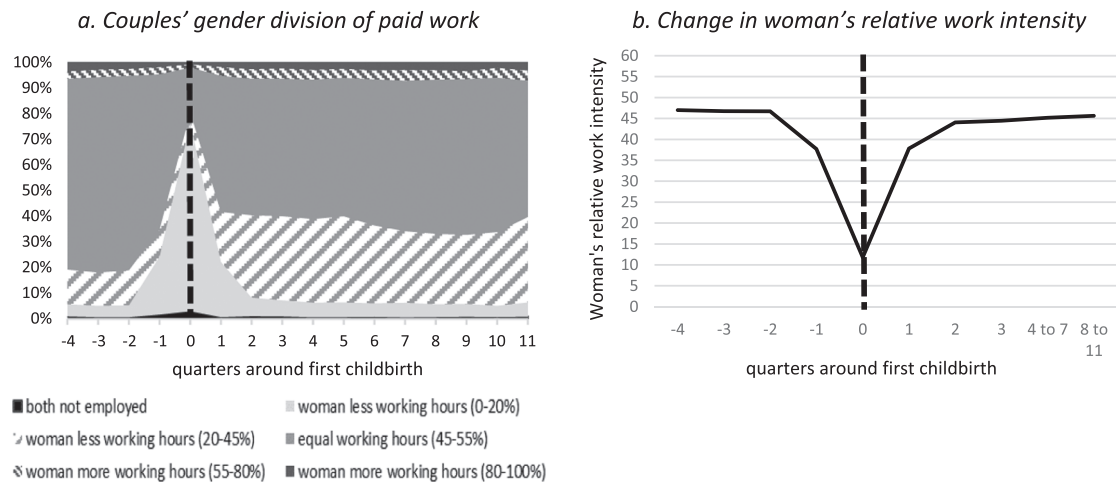 a. Couples’ gender division of paid work
100%
90%
80%
70%
60%
50%
40%
30%
20%
10%
0%
-4 -3 -2 -1 0 1 2 3 4 5 6 7 8 9 10 11
quarters around first childbirth
both not employed
woman less working hours (0-20%)
woman less working hours (20-45%)
equal working hours (45-55%)
woman more working hours (55-80%)
woman more working hours (80-100%)
b. Change in woman’s relative work intensity
Woman's relative work intensity
60
55
50
45
40
35
30
25
20
15
10
5
0
-4 -3 -2 -1 0 1 2 3 4 to 7 8 to
11
quarters around first childbirth